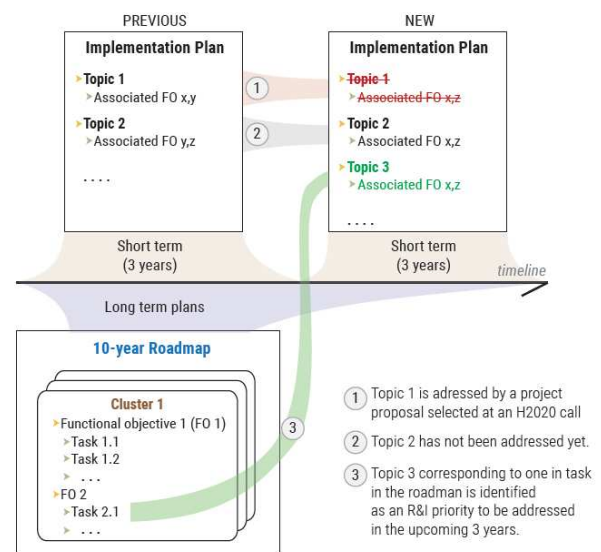 PREVIOUS
Implementation Plan
Topic 1
Associated FO x,y
Topic 2
Associated FO y,z
. . . .
NEW
Implementation Plan
Topic 1
Associated FO x,z
Topic 2
Associated FO x,z
Topic 3
Associated FO x,z
. . . .
1
2
Short term
(3 years)
Short term
(3 years)
timeline
Long term plans
10-year Roadmap
Cluster 1
Functional objective 1 (FO 1)
Task 1.1
Task 1.2
. . .
FO 2
Task 2.1
. . .
3
1 Topic 1 is adressed by a project
proposal selected at an H2020 call
2 Topic 2 has not been addressed yet.
3 Topic 3 corresponding to one in task
in the roadman is identified
as an R&I priority to be addressed
in the upcoming 3 years.